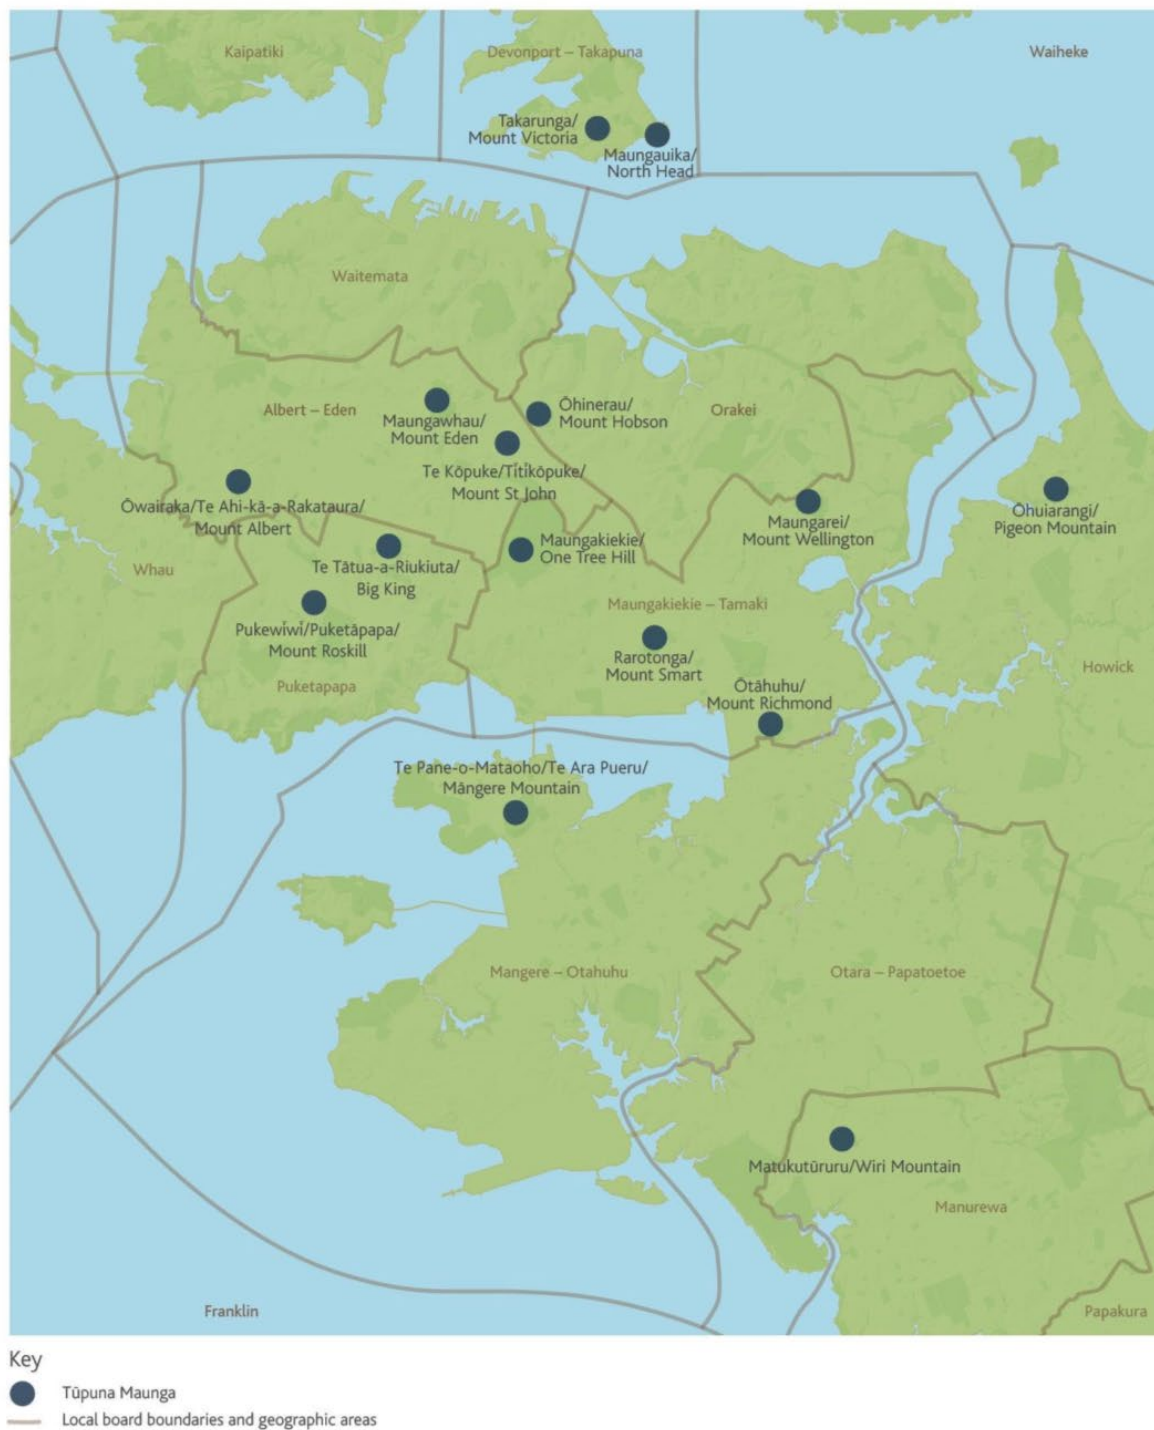 Kaipatiki
Devonport – Takapuna
Waiheke
Takarunga/
Mount Victoria
Maungauika/
North Head
Waitemata
Albert – Eden
Maungawhau/
Mount Eden
Ōhinerau/
Mount Hobson
Orakei
Te Kōpuke/Tītīkōpuke/
Mount St John
Ōwairaka/Te Ahi-kā-a-Rakataura/
Mount Albert
Maungarei/
Mount Wellington
Ōhuiarangi/
Pigeon Mountain
Whau
Te Tātua-a-Riukiuta/
Big King
Maungakiekie/
One Tree Hill
Maungakiekie – Tamaki
Pukewīwī/Puketāpapa/
Mount Roskill
Rarotonga/
Mount Smart
Howick
Puketapapa
Ōtāhuhu/
Mount Richmond
Te Pane-o-Mataoho/Te Ara Pueru/
Māngere Mountain
Mangere – Otahuhu
Otara – Papatoetoe
Matukutūruru/Wiri Mountain
Manurewa
Franklin
Papakura
Key
Tūpuna Maunga
Local board boundaries and geographic areas